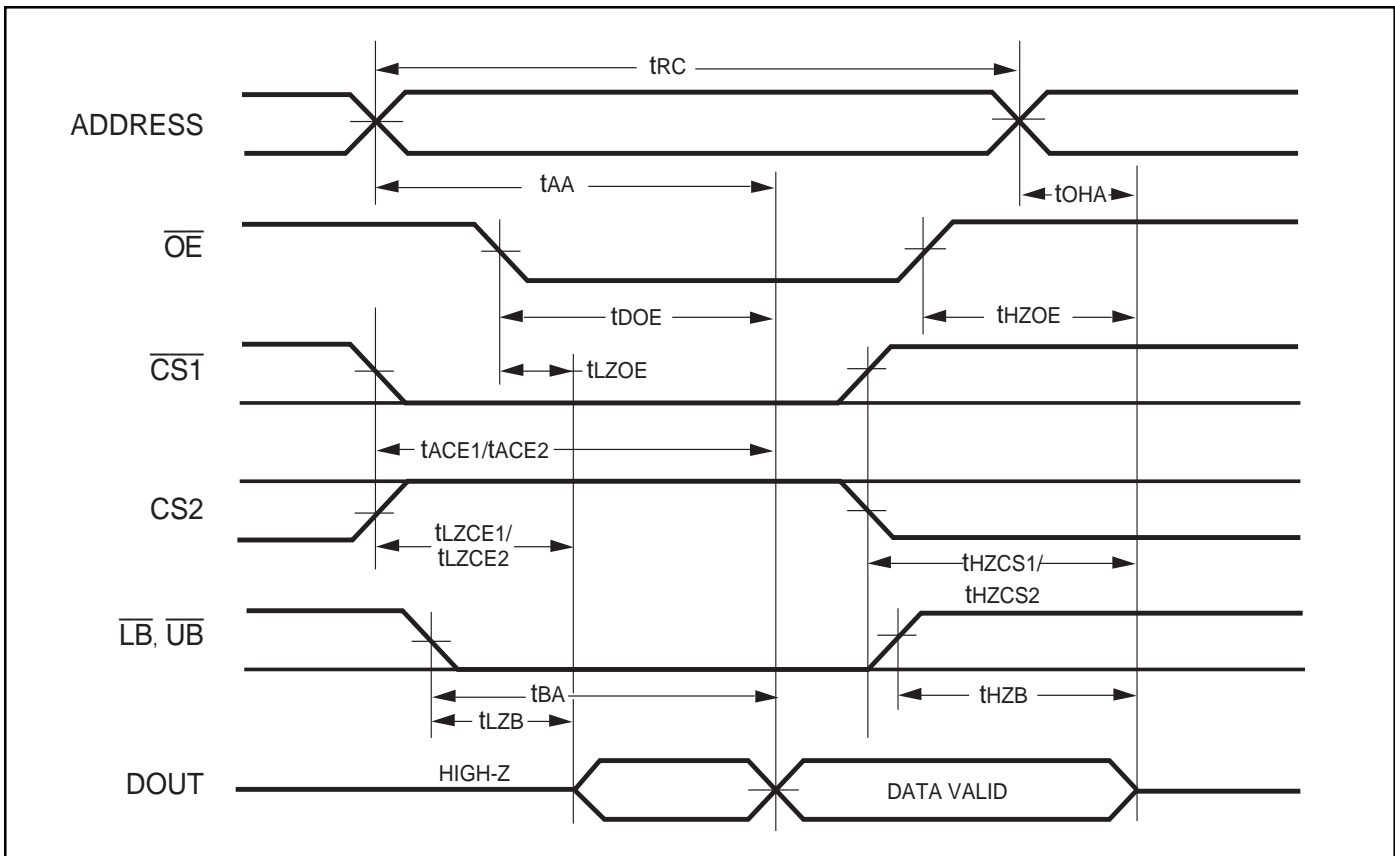 tRC
ADDRESS
tAA
tOHA
OE
tDOE
tHZOE
CS1
tLZOE
tACE1/tACE2
CS2
tLZCE1/
tLZCE2
tHZCS1/
tHZCS2
LB, UB
tBA
tHZB
tLZB
HIGH-Z
DOUT
DATA VALID